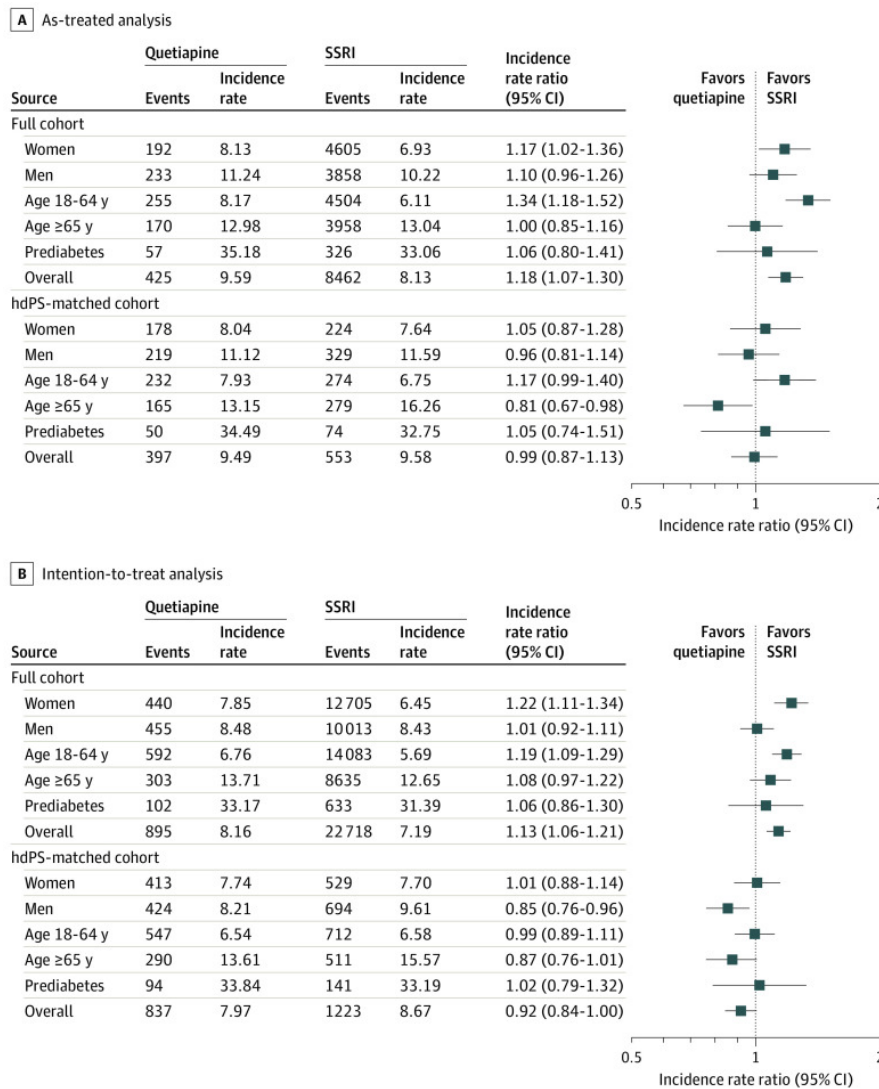 A As-treated analysis
Quetiapine SSRI Incidence rate ratio (95% CI)
Source Events Incidence rate Events Incidence rate Favors quetiapine Favors SSRI
Full cohort
Women 192 8.13 4605 6.93 1.17 (1.02-1.36)
Men 233 11.24 3858 10.22 1.10 (0.96-1.26)
Age 18-64 y 255 8.17 4504 6.11 1.34 (1.18-1.52)
Age ≥65 y 170 12.98 3958 13.04 1.00 (0.85-1.16)
Prediabetes 57 35.18 326 33.06 1.06 (0.80-1.41)
Overall 425 9.59 8462 8.13 1.18 (1.07-1.30)
hdPS-matched cohort
Women 178 8.04 224 7.64 1.05 (0.87-1.28)
Men 219 11.12 329 11.59 0.96 (0.81-1.14)
Age 18-64 y 232 7.93 274 6.75 1.17 (0.99-1.40)
Age ≥65 y 165 13.15 279 16.26 0.81 (0.67-0.98)
Prediabetes 50 34.49 74 32.75 1.05 (0.74-1.51)
Overall 397 9.49 553 9.58 0.99 (0.87-1.13)
0.5 1 2
Incidence rate ratio (95% CI)
B Intention-to-treat analysis
Quetiapine SSRI Incidence rate ratio (95% CI)
Source Events Incidence rate Events Incidence rate Favors quetiapine Favors SSRI
Full cohort
Women 440 7.85 12 705 6.45 1.22 (1.11-1.34)
Men 455 8.48 10 013 8.43 1.01 (0.92-1.11)
Age 18-64 y 592 6.76 14 083 5.69 1.19 (1.09-1.29)
Age ≥65 y 303 13.71 8635 12.65 1.08 (0.97-1.22)
Prediabetes 102 33.17 633 31.39 1.06 (0.86-1.30)
Overall 895 8.16 22 718 7.19 1.13 (1.06-1.21)
hdPS-matched cohort
Women 413 7.74 529 7.70 1.01 (0.88-1.14)
Men 424 8.21 694 9.61 0.85 (0.76-0.96)
Age 18-64 y 547 6.54 712 6.58 0.99 (0.89-1.11)
Age ≥65 y 290 13.61 511 15.57 0.87 (0.76-1.01)
Prediabetes 94 33.84 141 33.19 1.02 (0.79-1.32)
Overall 837 7.97 1223 8.67 0.92 (0.84-1.00)
0.5 1 2
Incidence rate ratio (95% CI)